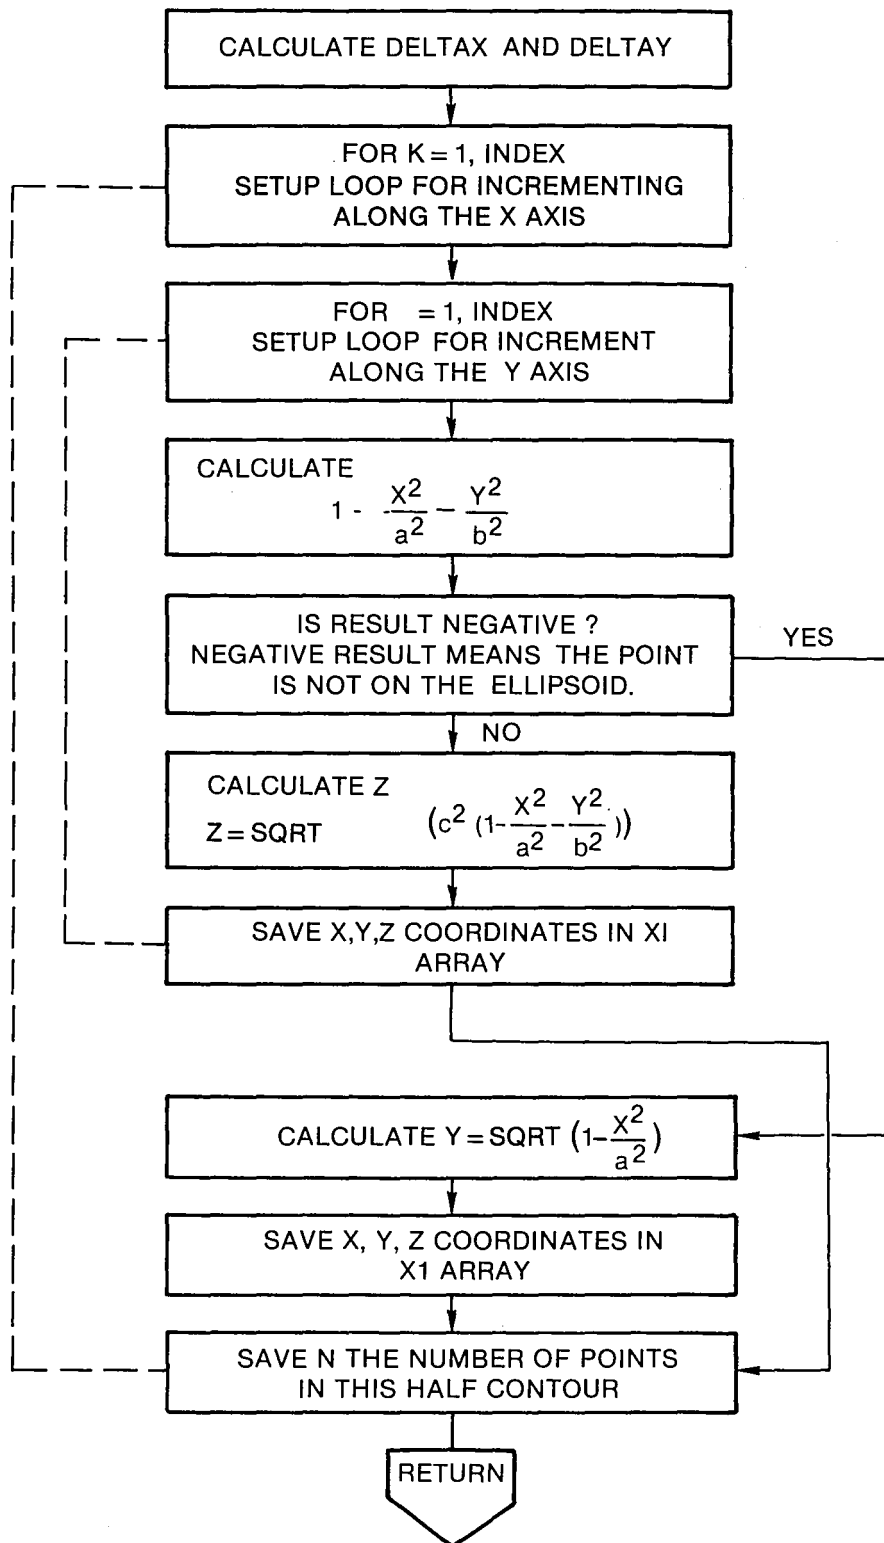 CALCULATE DELTAX AND DELTAY
FOR K = 1, INDEX
SETUP LOOP FOR INCREMENTING
ALONG THE X AXIS
FOR = 1, INDEX
SETUP LOOP FOR INCREMENT
ALONG THE Y AXIS
CALCULATE
1 - X²/a² - Y²/b²
IS RESULT NEGATIVE ?
NEGATIVE RESULT MEANS THE POINT
IS NOT ON THE ELLIPSOID.
YES
NO
CALCULATE Z
Z = SQRT (c² (1 - X²/a² - Y²/b² ))
SAVE X,Y,Z COORDINATES IN XI
ARRAY
CALCULATE Y = SQRT (1 - X²/a²)
SAVE X, Y, Z COORDINATES IN
X1 ARRAY
SAVE N THE NUMBER OF POINTS
IN THIS HALF CONTOUR
RETURN